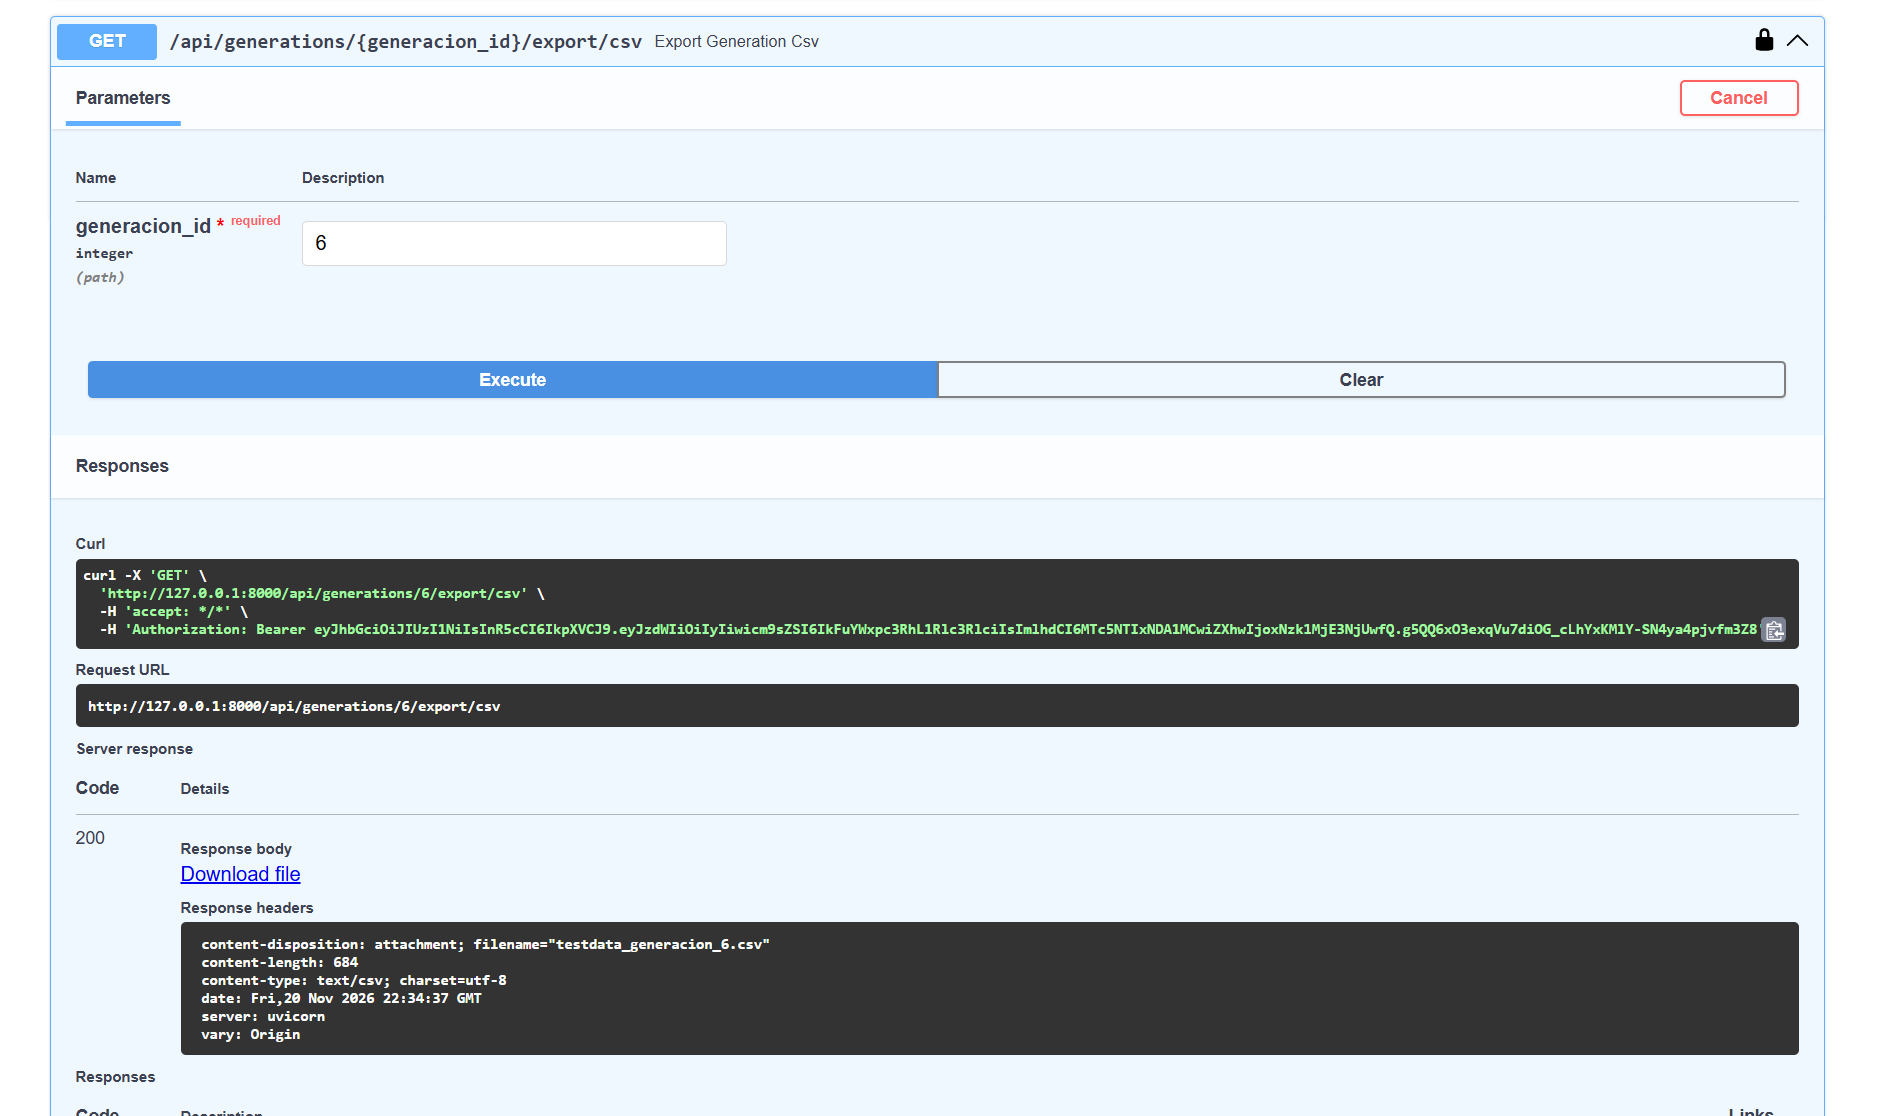 GET /api/generations/{generacion_id}/export/csv Export Generation Csv
Parameters
Cancel
Name Description
generacion_id * required
integer
(path)
6
Execute
Clear
Responses
Curl
curl -X 'GET' \
'http://127.0.0.1:8000/api/generations/6/export/csv' \
-H 'accept: */*' \
-H 'Authorization: Bearer eyJhbGciOiJIUzI1NiIsInR5cCI6IkpXVCJ9.eyJzdWIiOiIyIiwicm9sZSI6IkFuYWxpc3RhL1Rlc3RlciIsImlhdCI6MTc5NTIxNDA1MCwiZXhwIjoxNzk1MjE3NjUwfQ.g5QQ6xO3exqVu7diOG_cLhYxKMlY-SN4ya4pjvfm3Z8'
Request URL
http://127.0.0.1:8000/api/generations/6/export/csv
Server response
Code Details
200
Response body
Download file
Response headers
content-disposition: attachment; filename="testdata_generacion_6.csv"
content-length: 684
content-type: text/csv; charset=utf-8
date: Fri,20 Nov 2026 22:34:37 GMT
server: uvicorn
vary: Origin
Responses
Code Description Links